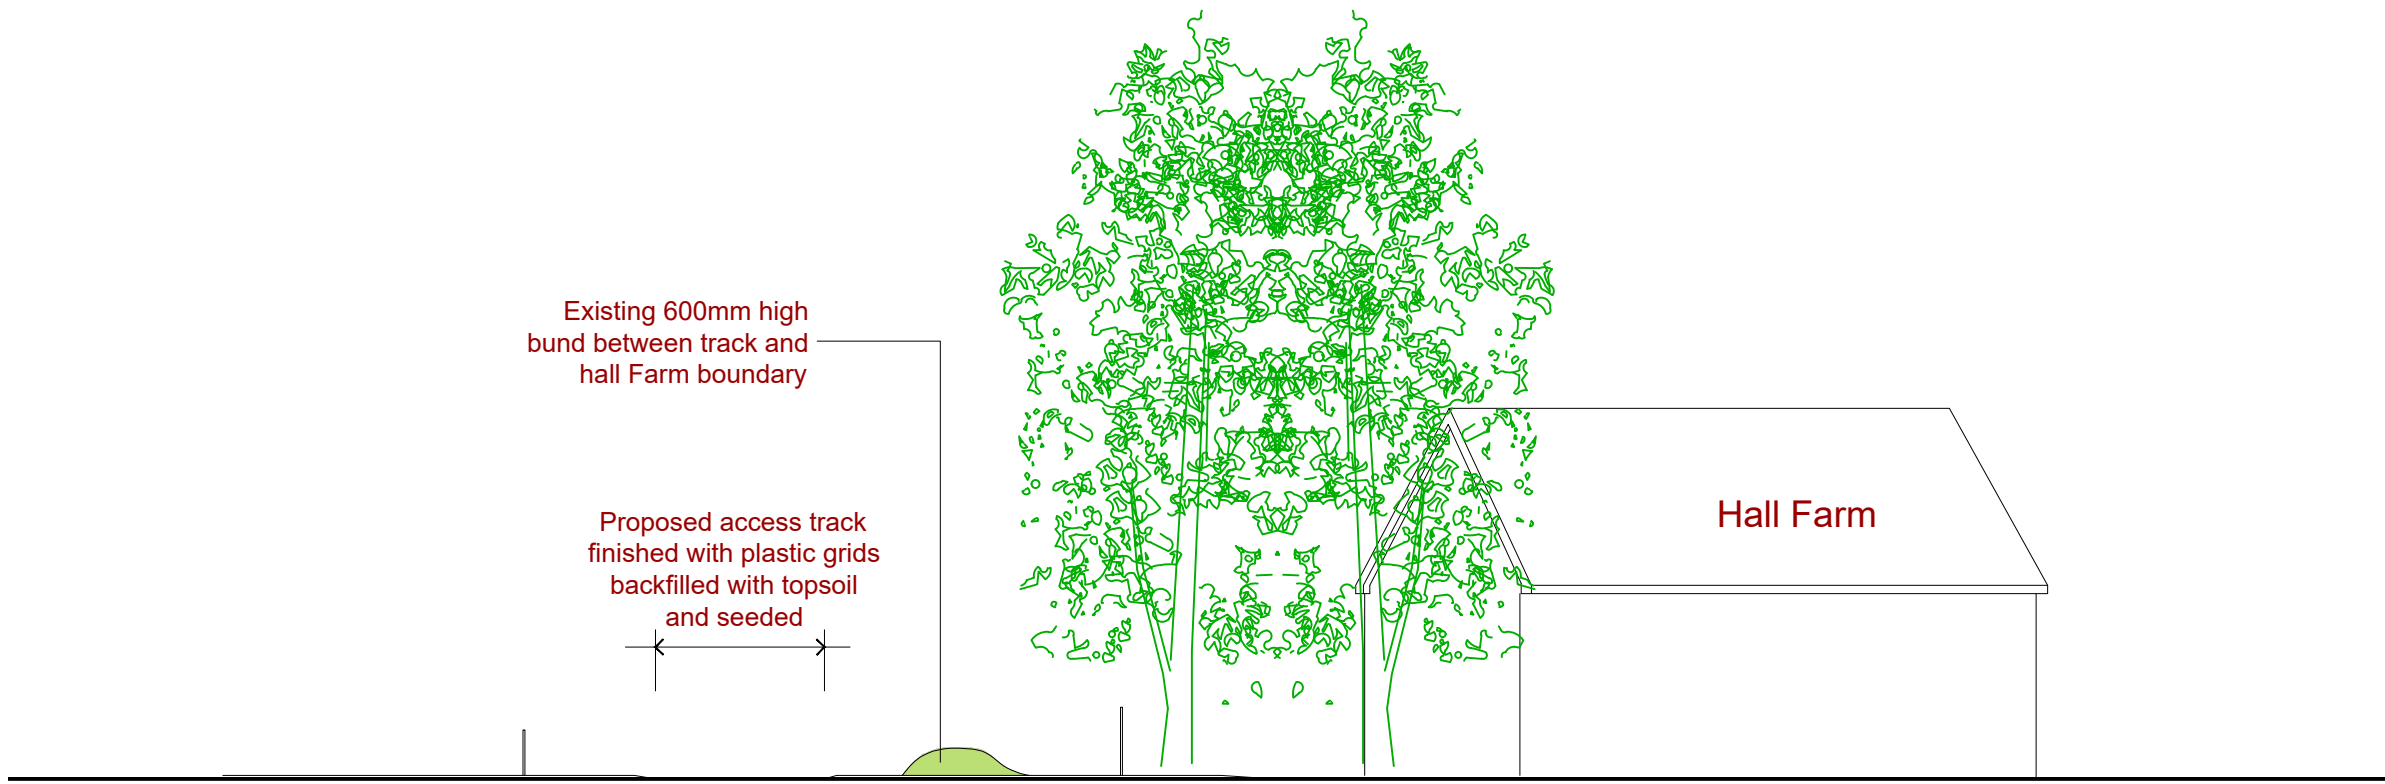 Existing 600mm high
bund between track and
hall Farm boundary
Proposed access track
finished with plastic grids
backfilled with topsoil
and seeded
Hall Farm